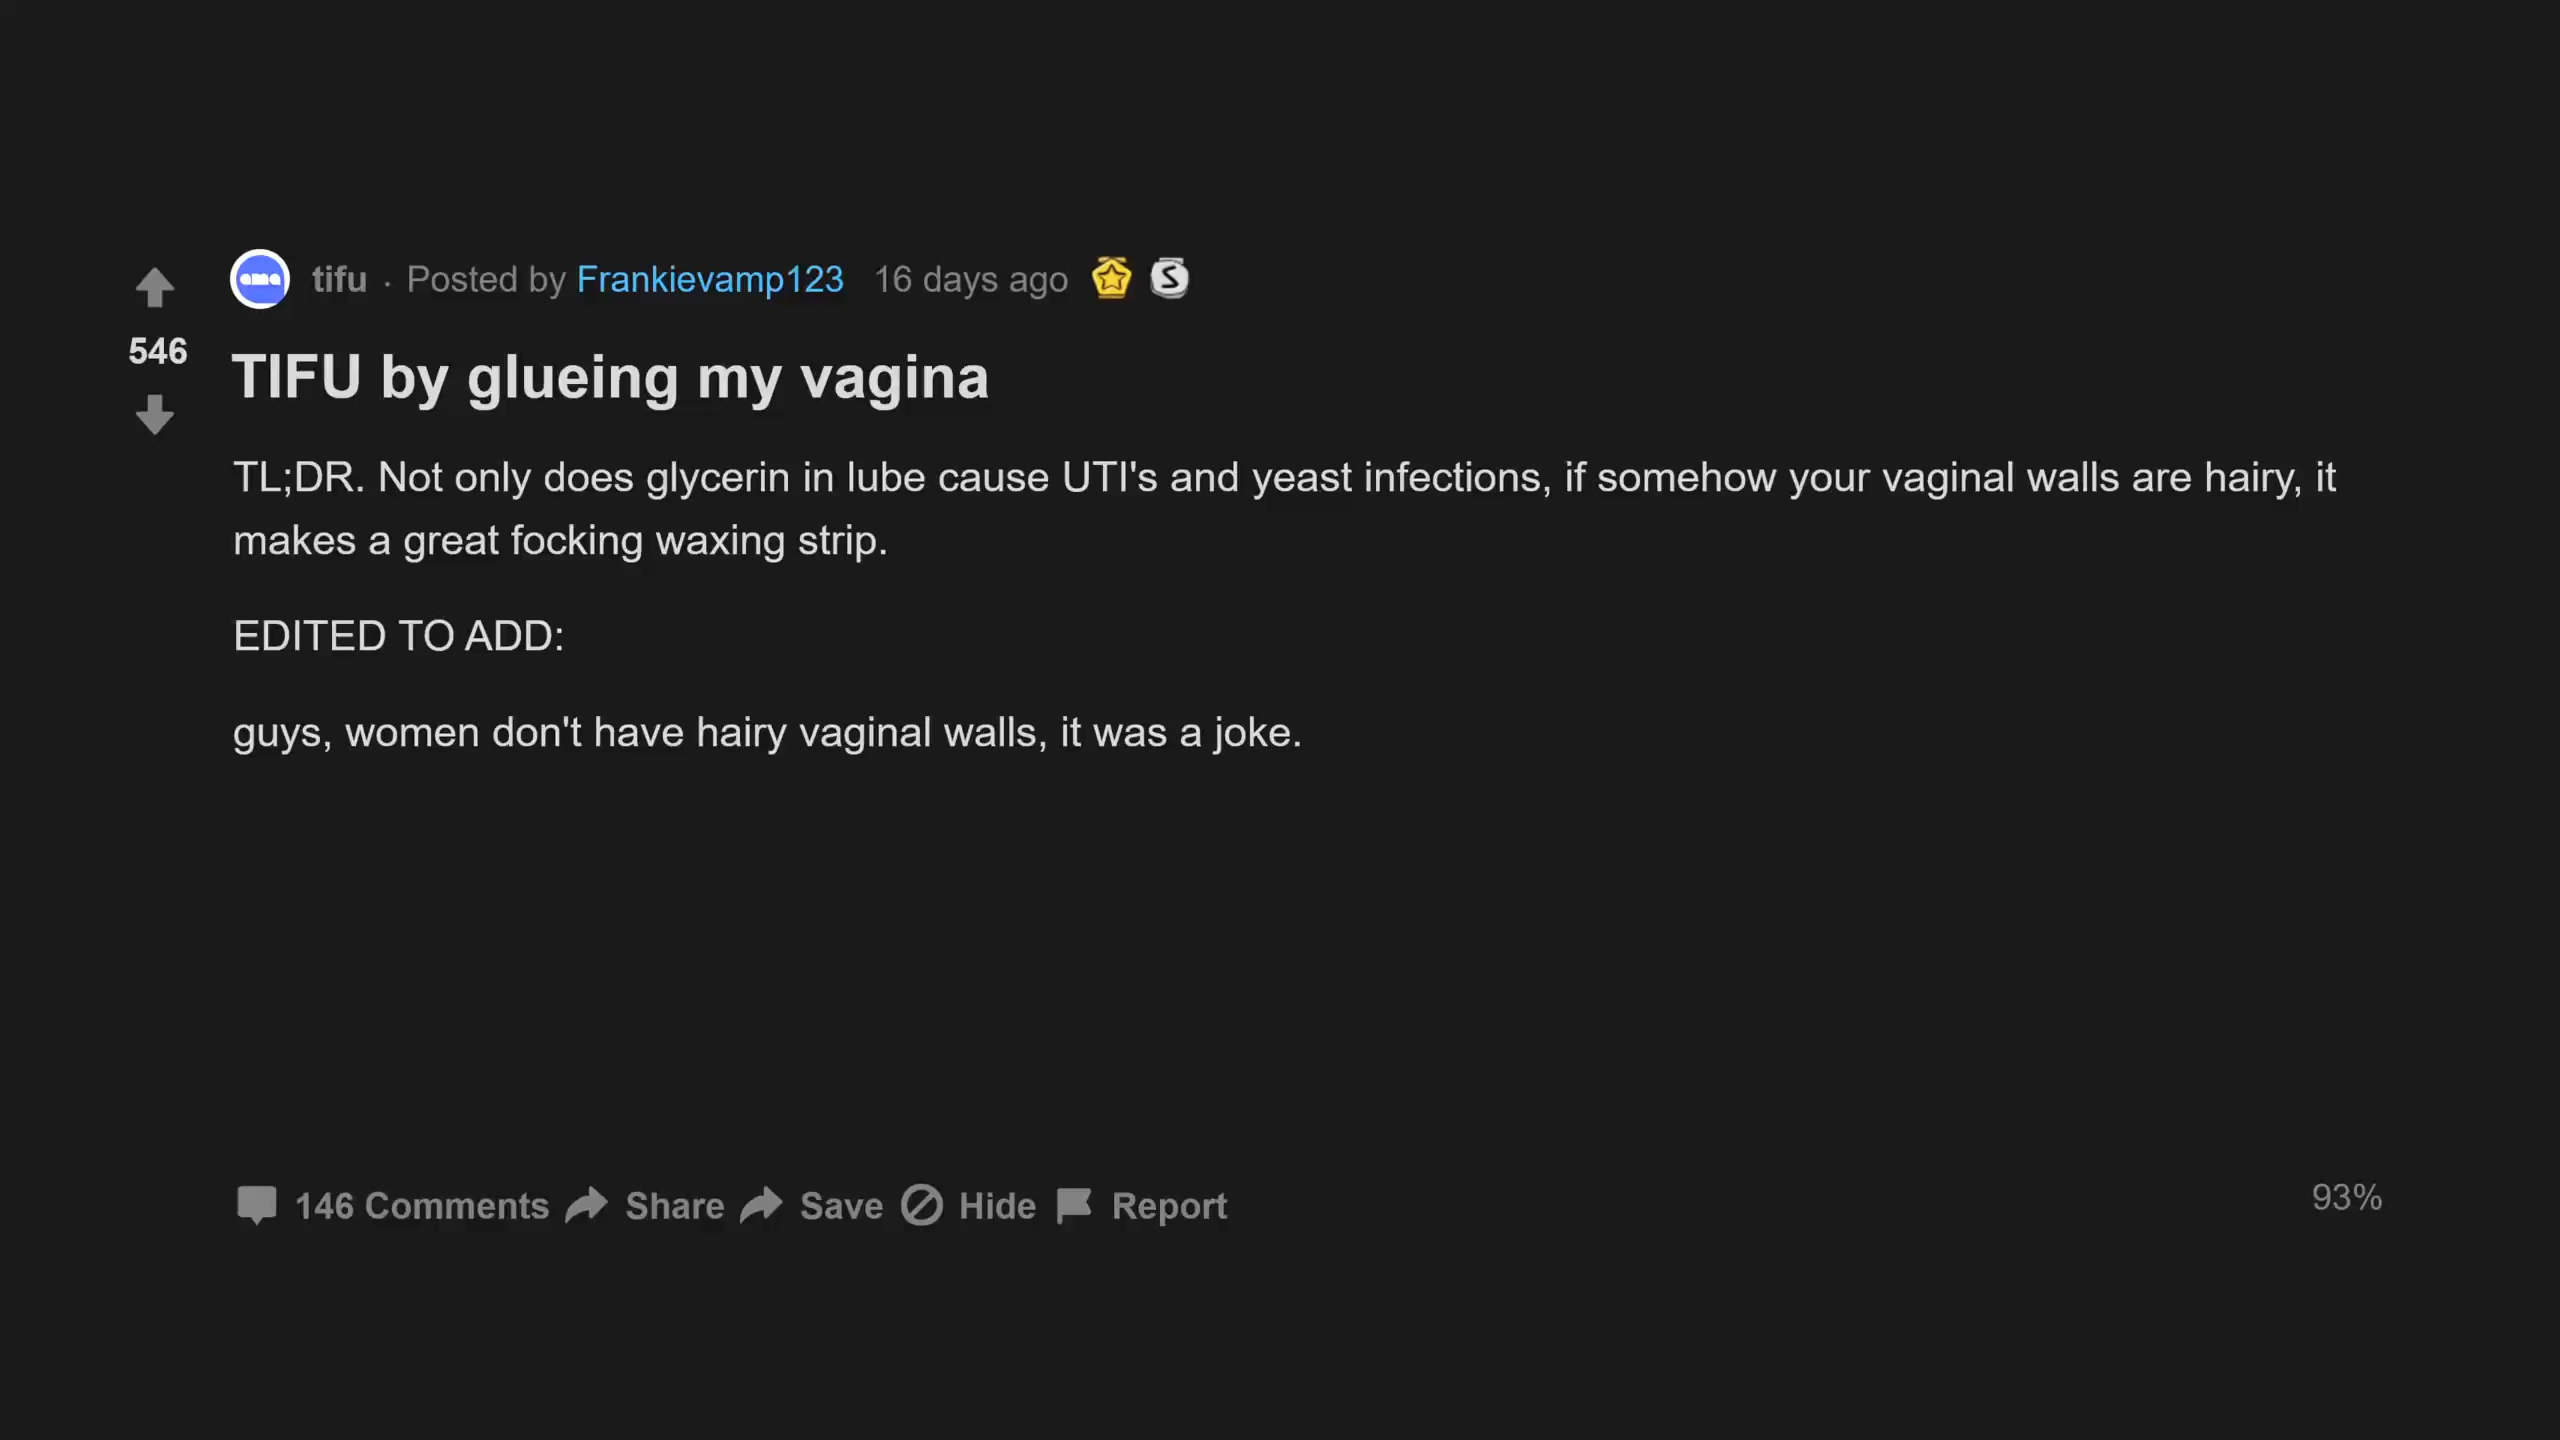 ama tifu · Posted by Frankievamp123 16 days ago S
546
TIFU by glueing my vagina
TL;DR. Not only does glycerin in lube cause UTI's and yeast infections, if somehow your vaginal walls are hairy, it
makes a great focking waxing strip.
EDITED TO ADD:
guys, women don't have hairy vaginal walls, it was a joke.
146 Comments Share Save Hide Report
93%